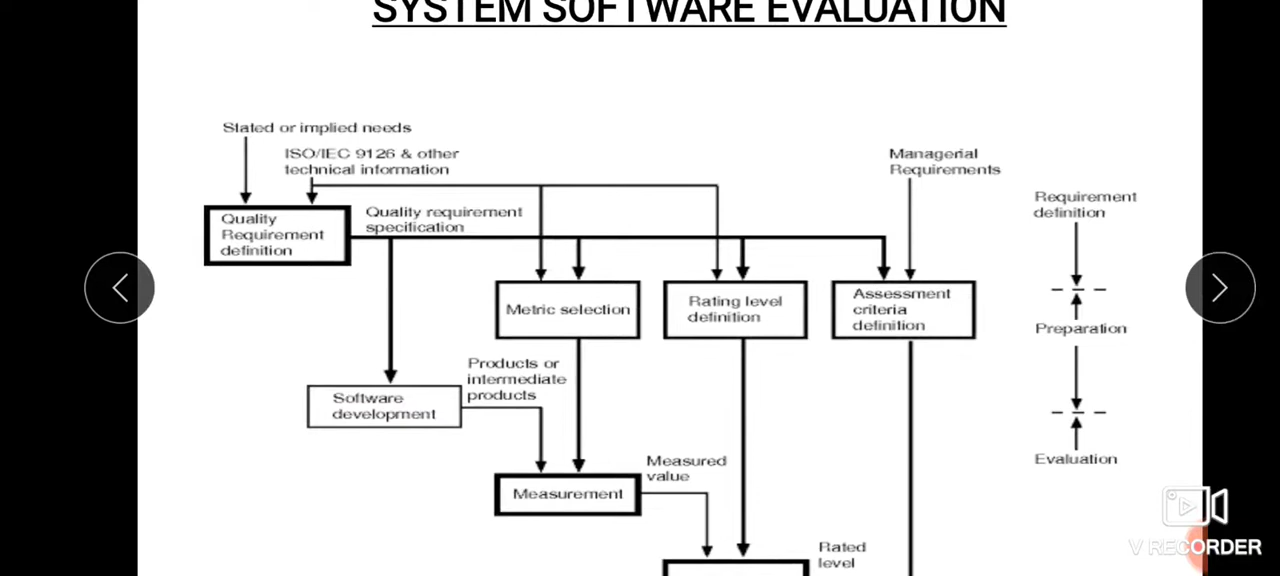 SYSTEM SOFTWARE EVALUATION
Stated or implied needs
ISO/IEC 9126 & other
technical information
Managerial
Requirements
Requirement
definition
Quality
Requirement
definition
Quality requirement
specification
Metric selection
Rating level
definition
Assessment
criteria
definition
Preparation
Products or
intermediate
products
Software
development
Measured
value
Evaluation
Measurement
Rated
level
V RECORDER